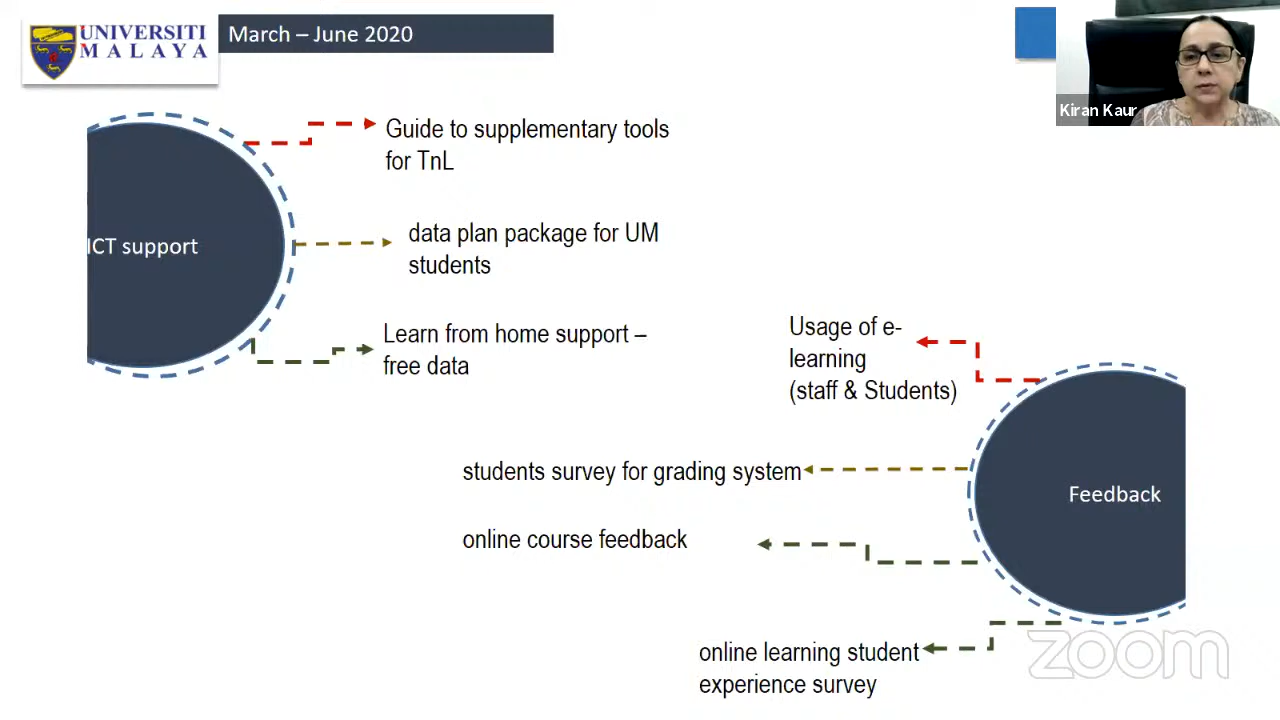 UNIVERSITI
MALAYA
March – June 2020
Kiran Kaur
Guide to supplementary tools
for TnL
ICT support
data plan package for UM
students
Learn from home support –
free data
Usage of e-
learning
(staff & Students)
students survey for grading system
Feedback
online course feedback
online learning student
experience survey
zoom